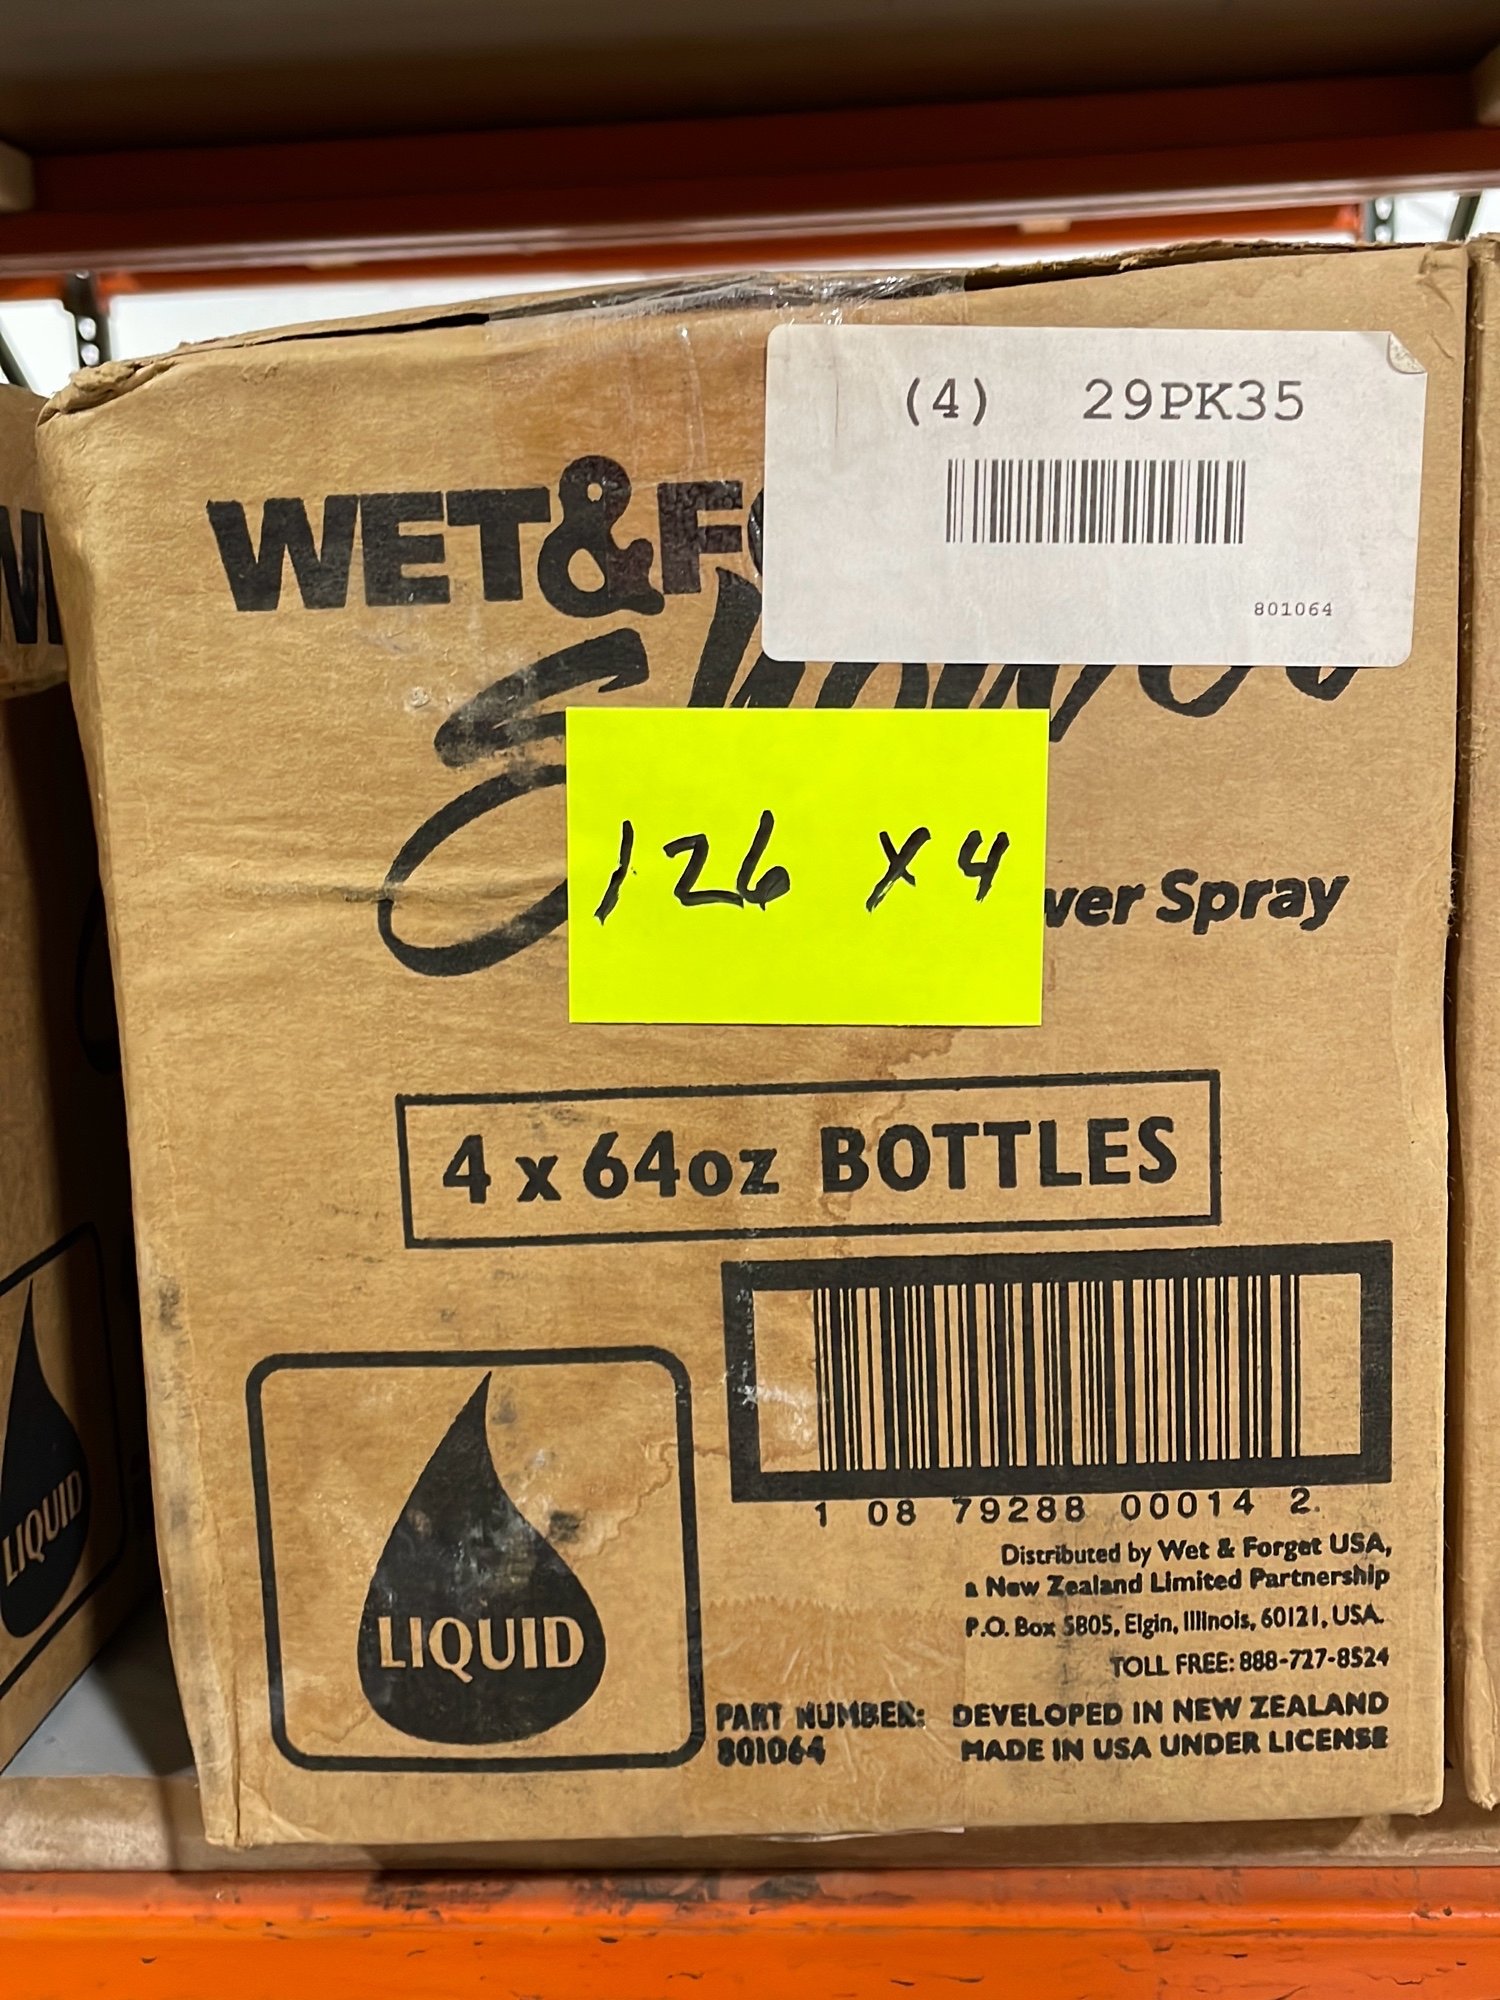 (4) 29PK35
801064
WET&F
126 x4
Spray
4 x 64oz BOTTLES
LIQUID
LIQUID
1 08 79288 00014 2
Distributed by Wet & Forget USA,
a New Zealand Limited Partnership
P.O. Box 5805, Elgin, Illinois, 60121, USA.
TOLL FREE: 888-727-8524
PART NUMBER:
801064
DEVELOPED IN NEW ZEALAND
MADE IN USA UNDER LICENSE